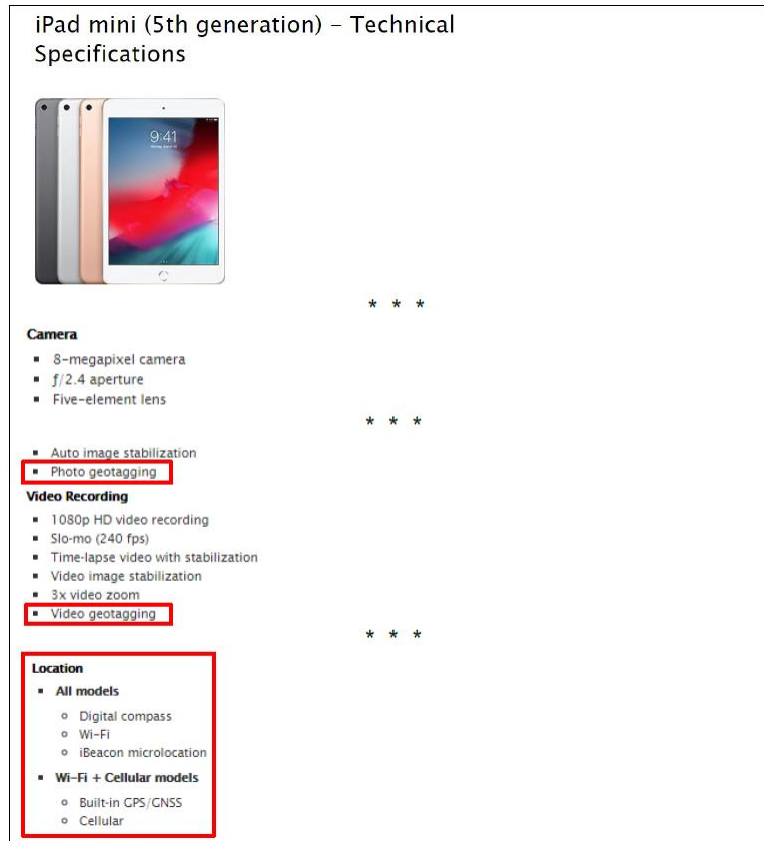 iPad mini (5th generation) – Technical
Specifications
9:41
* * *
Camera
▪ 8-megapixel camera
▪ ƒ/2.4 aperture
▪ Five-element lens
* * *
▪ Auto image stabilization
▪ Photo geotagging
Video Recording
▪ 1080p HD video recording
▪ Slo-mo (240 fps)
▪ Time-lapse video with stabilization
▪ Video image stabilization
▪ 3x video zoom
▪ Video geotagging
* * *
Location
▪ All models
○ Digital compass
○ Wi-Fi
○ iBeacon microlocation
▪ Wi-Fi + Cellular models
○ Built-in GPS/GNSS
○ Cellular